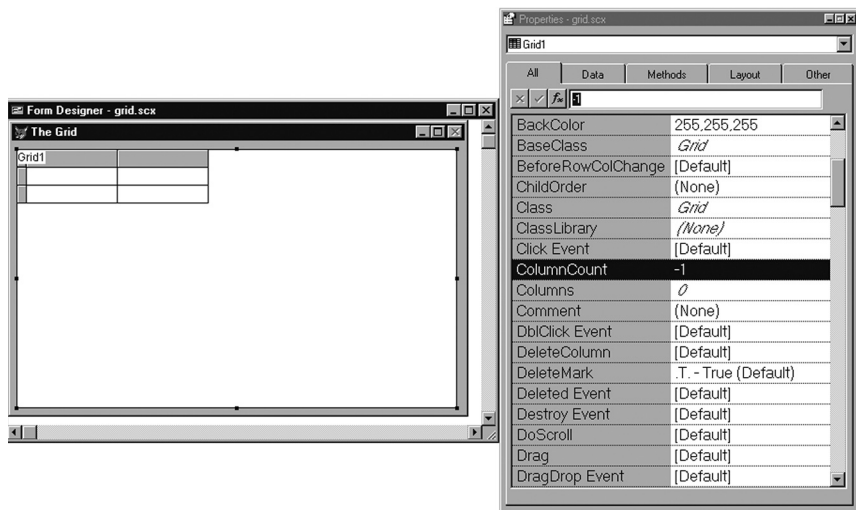 Form Designer - grid.scx
The Grid
Grid1
Properties - grid.scx
Grid1
All Data Methods Layout Other
-1
BackColor 255,255,255
BaseClass Grid
BeforeRowColChange [Default]
ChildOrder (None)
Class Grid
ClassLibrary (None)
Click Event [Default]
ColumnCount -1
Columns 0
Comment (None)
DblClick Event [Default]
DeleteColumn [Default]
DeleteMark .T. - True (Default)
Deleted Event [Default]
Destroy Event [Default]
DoScroll [Default]
Drag [Default]
DragDrop Event [Default]